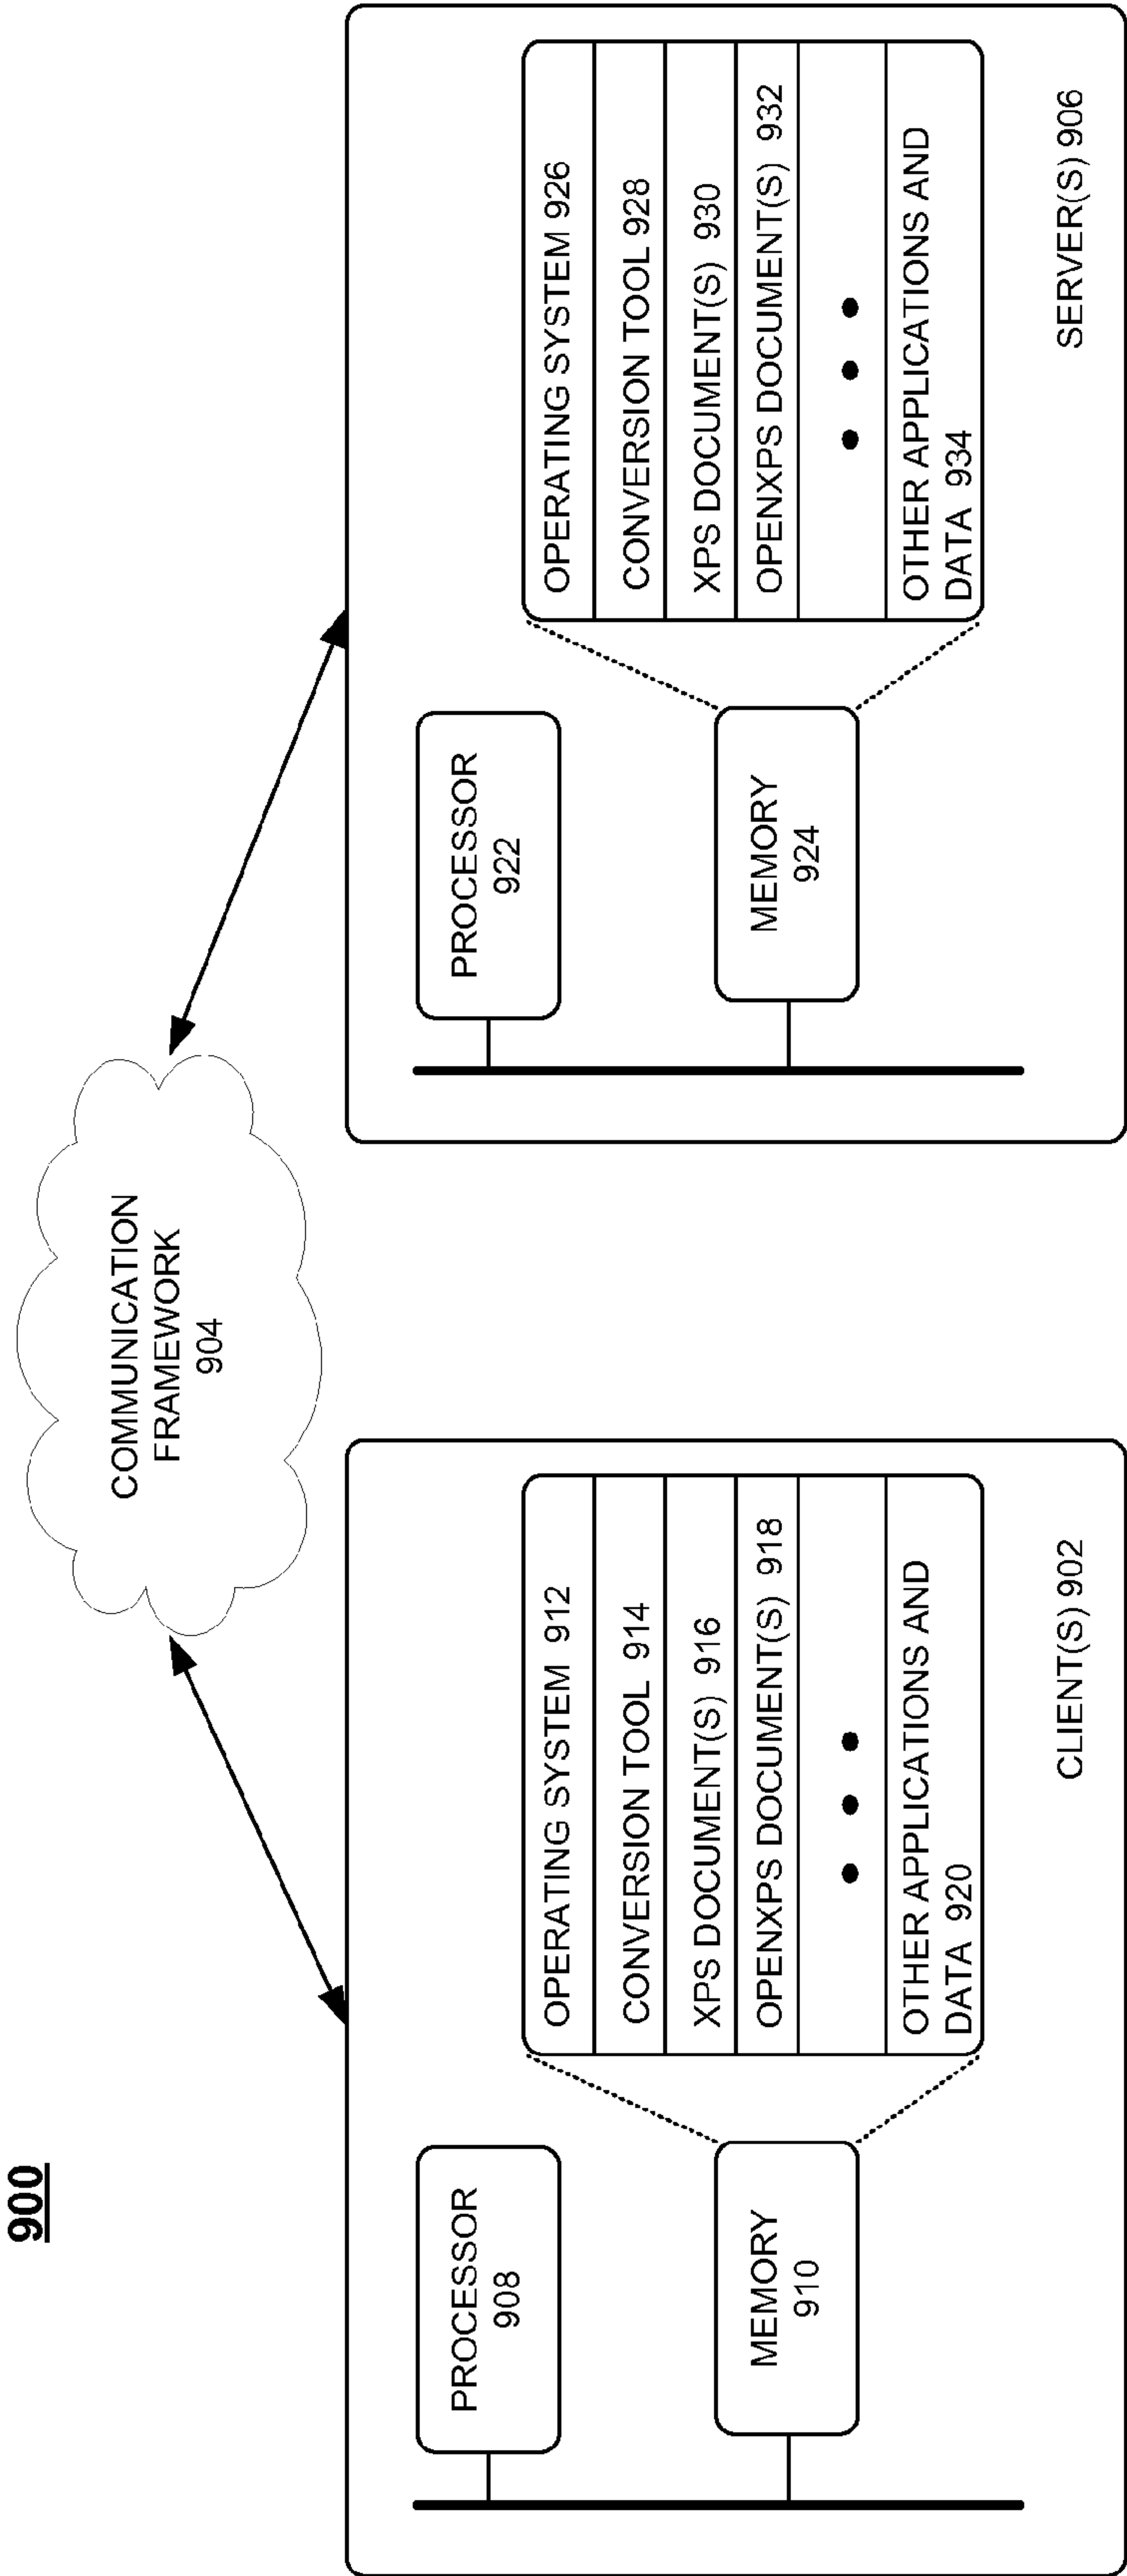 900
COMMUNICATION
FRAMEWORK
904
PROCESSOR
908
MEMORY
910
OPERATING SYSTEM 912
CONVERSION TOOL 914
XPS DOCUMENT(S) 916
OPENXPS DOCUMENT(S) 918
OTHER APPLICATIONS AND
DATA 920
CLIENT(S) 902
PROCESSOR
922
MEMORY
924
OPERATING SYSTEM 926
CONVERSION TOOL 928
XPS DOCUMENT(S) 930
OPENXPS DOCUMENT(S) 932
OTHER APPLICATIONS AND
DATA 934
SERVER(S) 906